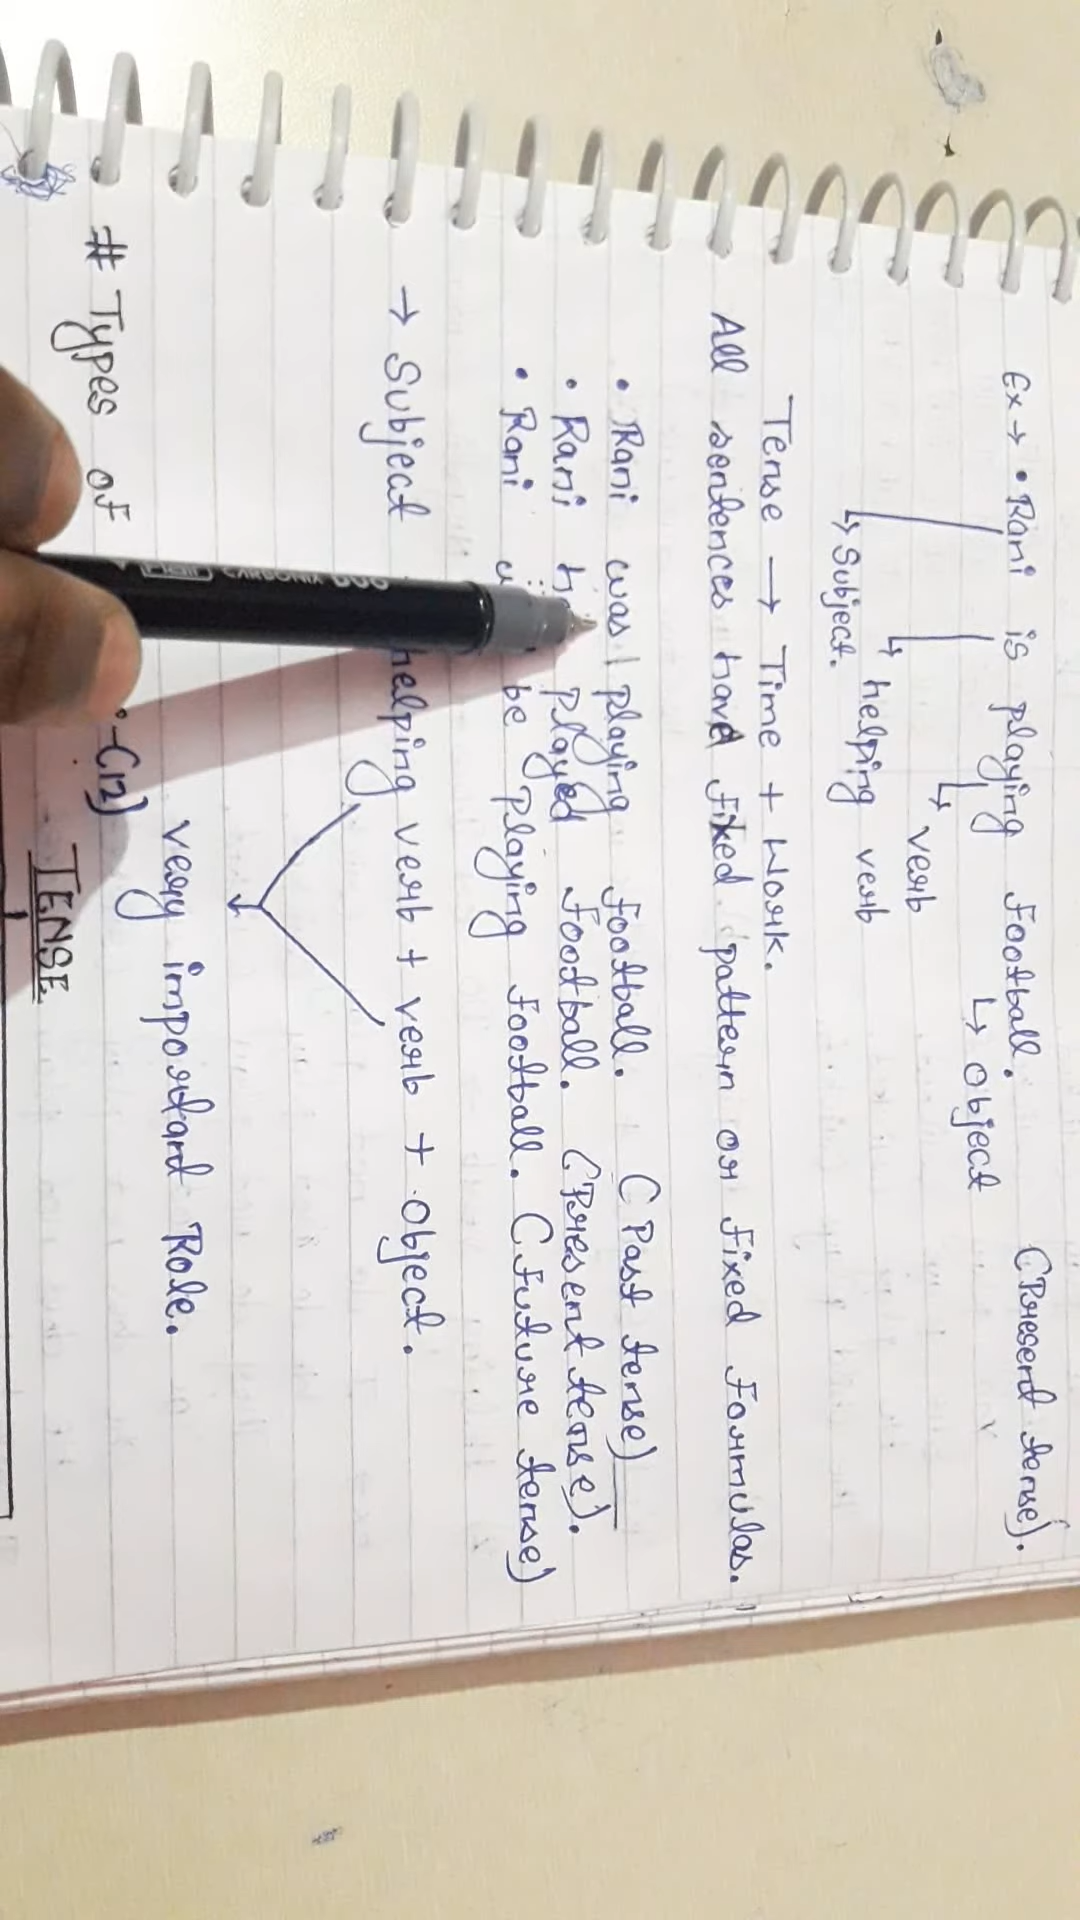 Ex → • Rani is playing football. (Present tense).
↳ object
↳ verb
↳ helping verb
↳ Subject.
Tense → Time + Work.
All sentences have fixed pattern or fixed formulas.
• Rani was playing football. (Past tense)
• Rani played football. (Present tense).
• Rani be playing football. (future tense)
→ Subject helping verb + verb + object.
very important Role.
# Types of (12)
TENSE